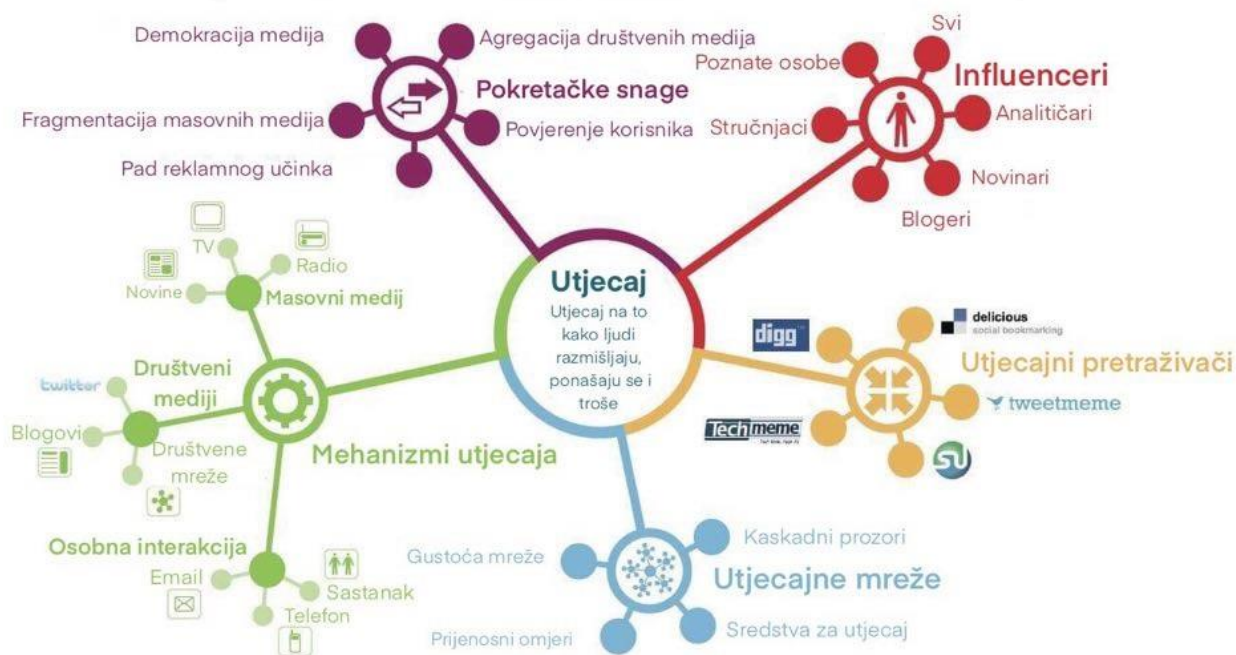 Demokracija medija
Agregacija društvenih medija
Pokretačke snage
Fragmentacija masovnih medija
Povjerenje korisnika
Pad reklamnog učinka
Svi
Poznate osobe
Influenceri
Stručnjaci
Analitičari
Novinari
Blogeri
Utjecaj
Utjecaj na to
kako ljudi
razmišljaju,
ponašaju se i
troše
TV
Radio
Novine
Masovni medij
Društveni
mediji
twitter
Blogovi
Društvene
mreže
Mehanizmi utjecaja
Osobna interakcija
Email
Sastanak
Telefon
digg
delicious
social bookmarking
Utjecajni pretraživači
tweetmeme
Techmeme
SU
Gustoća mreže
Kaskadni prozori
Utjecajne mreže
Prijenosni omjeri
Sredstva za utjecaj